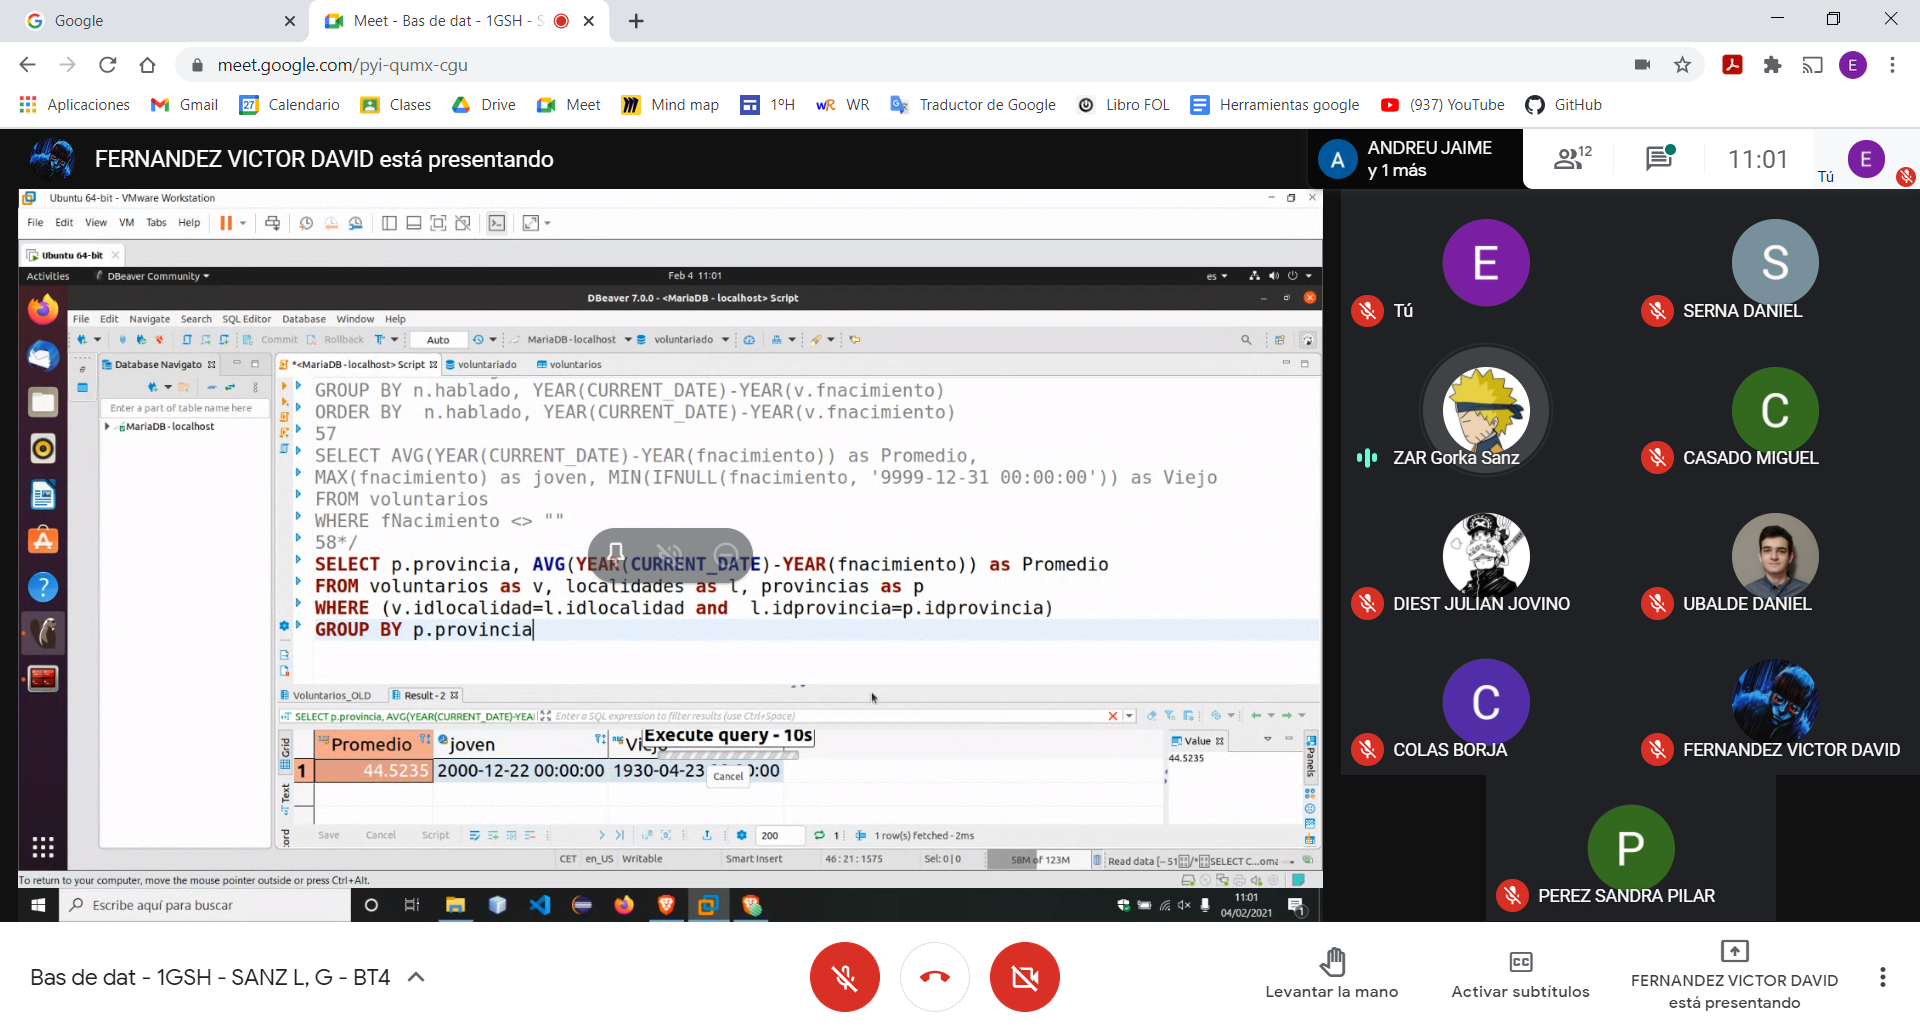 Google
Meet - Bas de dat - 1GSH - S
meet.google.com/pyi-qumx-cgu
E
Aplicaciones
Gmail
27
Calendario
Clases
Drive
Meet
Mind map
1ºH
WR
Traductor de Google
Libro FOL
Herramientas google
(937) YouTube
GitHub
FERNANDEZ VICTOR DAVID está presentando
A
ANDREU JAIME
y 1 más
12
11:01
Tú
E
Ubuntu 64-bit - VMware Workstation
File Edit View VM Tabs Help
Ubuntu 64-bit
Activities
DBeaver Community
Feb 4 11:01
es
DBeaver 7.0.0 - <MariaDB - localhost> Script
File Edit Navigate Search SQL Editor Database Window Help
Commit
Rollback
Auto
MariaDB-localhost
voluntariado
Database Navigato
*<MariaDB-localhost> Script
voluntariado
voluntarios
Enter a part of table name here
MariaDB-localhost
GROUP BY n.hablado, YEAR(CURRENT_DATE)-YEAR(v.fnacimiento)
ORDER BY  n.hablado, YEAR(CURRENT_DATE)-YEAR(v.fnacimiento)
57
SELECT AVG(YEAR(CURRENT_DATE)-YEAR(fnacimiento)) as Promedio,
MAX(fnacimiento) as joven, MIN(IFNULL(fnacimiento, '9999-12-31 00:00:00')) as Viejo
FROM voluntarios
WHERE fNacimiento <> ""
58*/
SELECT p.provincia, AVG(YEAR(CURRENT_DATE)-YEAR(fnacimiento)) as Promedio
FROM voluntarios as v, localidades as l, provincias as p
WHERE (v.idlocalidad=l.idlocalidad and  l.idprovincia=p.idprovincia)
GROUP BY p.provincia
Voluntarios_OLD
Result - 2
SELECT p.provincia, AVG(YEAR(CURRENT_DATE)-YEA
Enter a SQL expression to filter results (use Ctrl+Space)
Grid
Text
Promedio
joven
Execute query - 10s
1
44.5235
2000-12-22 00:00:00
1930-04-23
0:00
Cancel
Value
44.5235
Panels
Save
Cancel
Script
200
1
1 row(s) fetched - 2ms
CET
en_US
Writable
Smart Insert
46 : 21 : 1575
Sel: 0 | 0
58M of 123M
To return to your computer, move the mouse pointer outside or press Ctrl+Alt.
Escribe aquí para buscar
11:01
04/02/2021
1
E
Tú
S
SERNA DANIEL
ZAR Gorka Sanz
C
CASADO MIGUEL
DIEST JULIAN JOVINO
UBALDE DANIEL
C
COLAS BORJA
FERNANDEZ VICTOR DAVID
P
PEREZ SANDRA PILAR
Bas de dat - 1GSH - SANZ L, G - BT4
Levantar la mano
Activar subtítulos
FERNANDEZ VICTOR DAVID
está presentando